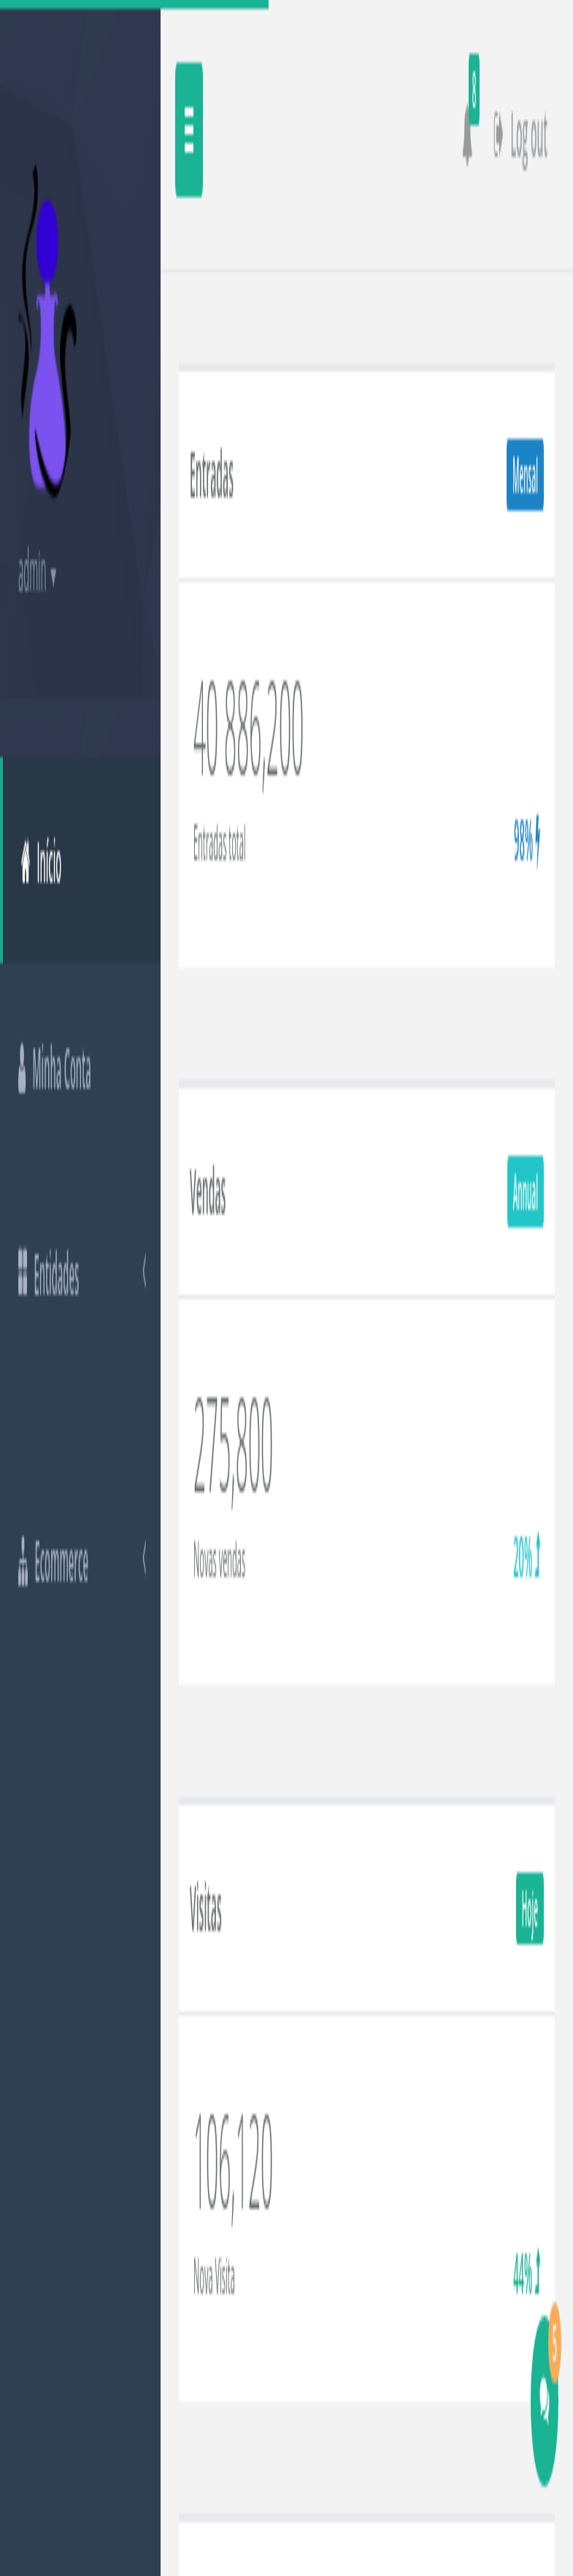 8
Log out
admin
Início
Minha Conta
Entidades
Ecommerce
Entradas
Mensal
40 886,200
Entradas total
98%
Vendas
Annual
275,800
Novas vendas
20%
Visitas
Hoje
106,120
Nova Visita
44%
5